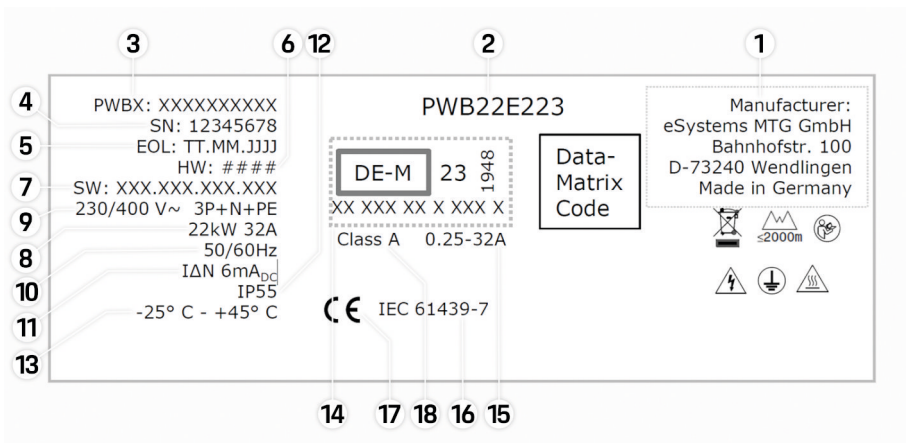 3
6 12
2
1
4
5
7
9
8
10
11
13
PWBX: XXXXXXXXXX
SN: 12345678
EOL: TT.MM.JJJJ
HW: ####
SW: XXX.XXX.XXX.XXX
230/400 V~ 3P+N+PE
22kW 32A
50/60Hz
IΔN 6mADC
IP55
-25° C - +45° C
PWB22E223
DE-M 23 1948
XX XXX XX X XXX X
Class A 0.25-32A
CE IEC 61439-7
Data-
Matrix
Code
Manufacturer:
eSystems MTG GmbH
Bahnhofstr. 100
D-73240 Wendlingen
Made in Germany
≤2000m
14 17 18 16 15